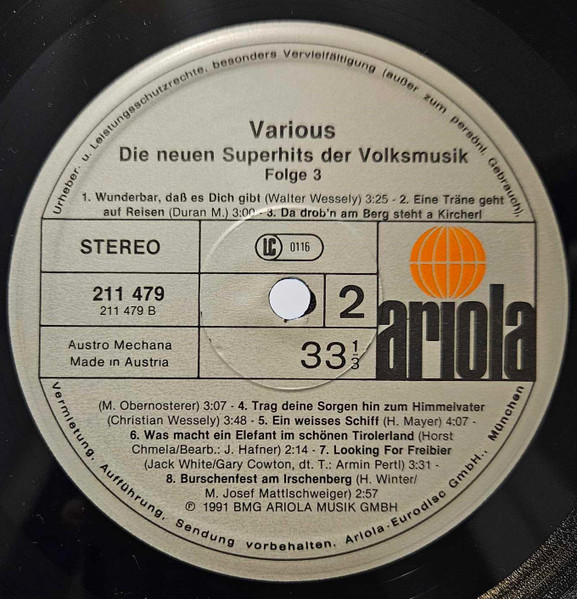 Urheber- u. Leistungsschutzrechte, besonders Vervielfältigung (außer zum persönl. Gebrauch),
Various
Die neuen Superhits der Volksmusik
Folge 3
1. Wunderbar, daß es Dich gibt (Walter Wessely) 3:25 - 2. Eine Träne geht
auf Reisen (Duran M.) 3:00 - 3. Da drob'n am Berg steht a Kircherl
STEREO
LC 0116
211 479
211 479 B
2
ariola
Austro Mechana
Made in Austria
33 1/3
(M. Obernosterer) 3:07 - 4. Trag deine Sorgen hin zum Himmelvater
(Christian Wessely) 3:48 - 5. Ein weisses Schiff (H. Mayer) 4:07 -
6. Was macht ein Elefant im schönen Tirolerland (Horst
Chmela/Bearb.: J. Hafner) 2:14 - 7. Looking For Freibier
(Jack White/Gary Cowton, dt. T.: Armin Pertl) 3:31 -
8. Burschenfest am Irschenberg (H. Winter/
M. Josef Mattlschweiger) 2:57
℗ 1991 BMG ARIOLA MUSIK GMBH
Vermietung, Aufführung, Sendung vorbehalten. Ariola-Eurodisc GmbH., München